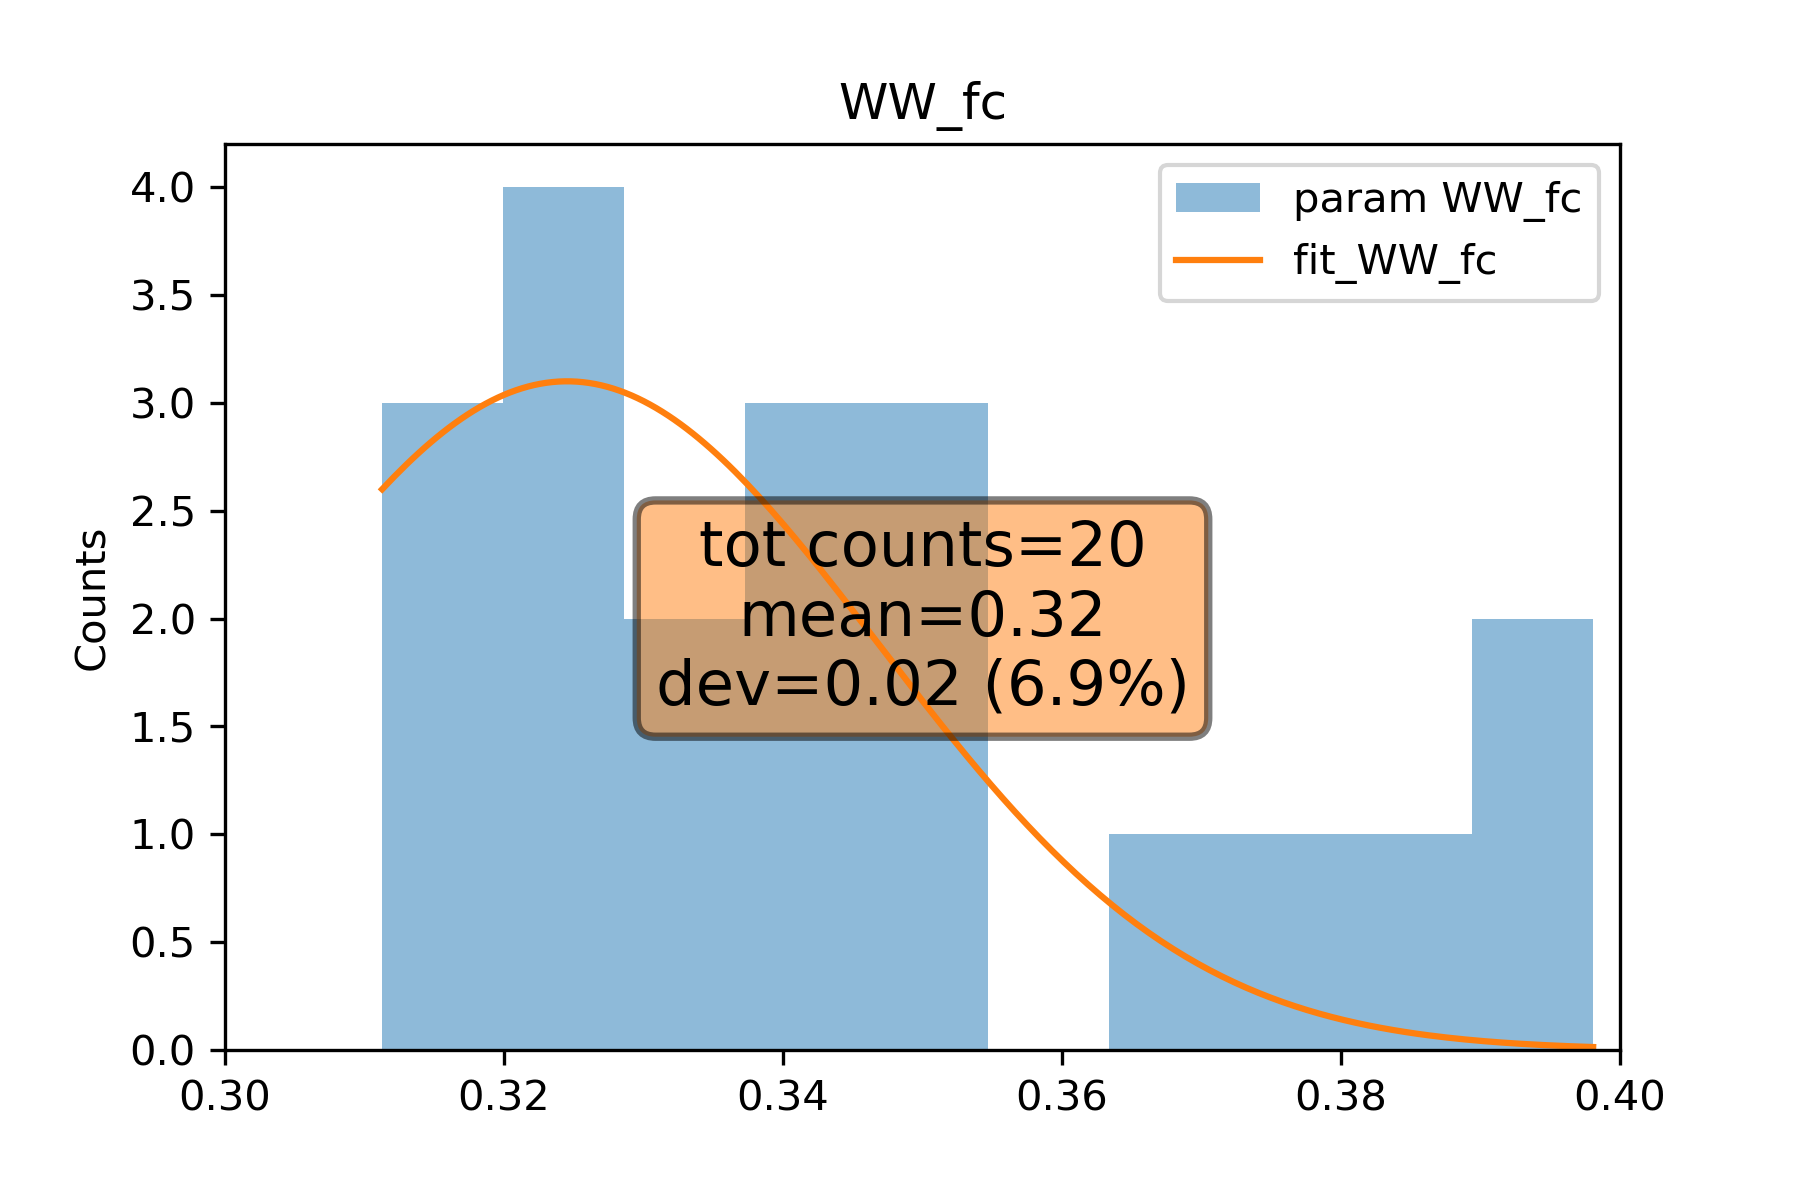 WW_fc
param WW_fc
fit_WW_fc
Counts
4.0
3.5
3.0
2.5
2.0
1.5
1.0
0.5
0.0
tot counts=20
mean=0.32
dev=0.02 (6.9%)
0.30 0.32 0.34 0.36 0.38 0.40